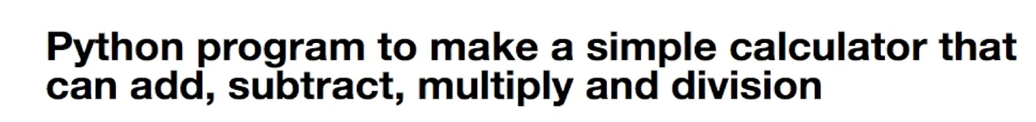 Python program to make a simple calculator that
can add, subtract, multiply and division